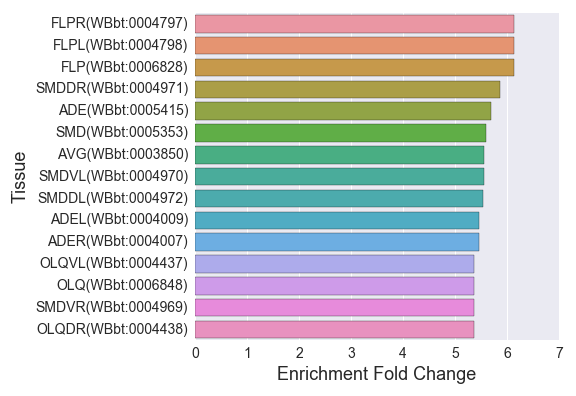 FLPR(WBbt:0004797)
FLPL(WBbt:0004798)
FLP(WBbt:0006828)
SMDDR(WBbt:0004971)
ADE(WBbt:0005415)
SMD(WBbt:0005353)
AVG(WBbt:0003850)
SMDVL(WBbt:0004970)
SMDDL(WBbt:0004972)
ADEL(WBbt:0004009)
ADER(WBbt:0004007)
OLQVL(WBbt:0004437)
OLQ(WBbt:0006848)
SMDVR(WBbt:0004969)
OLQDR(WBbt:0004438)
Tissue
0 1 2 3 4 5 6 7
Enrichment Fold Change